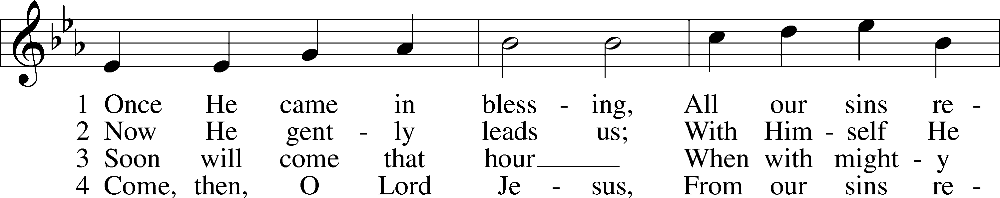 1 Once He came in bless - ing, All our sins re -
2 Now He gent - ly leads us; With Him - self He
3 Soon will come that hour When with might - y
4 Come, then, O Lord Je - sus, From our sins re -